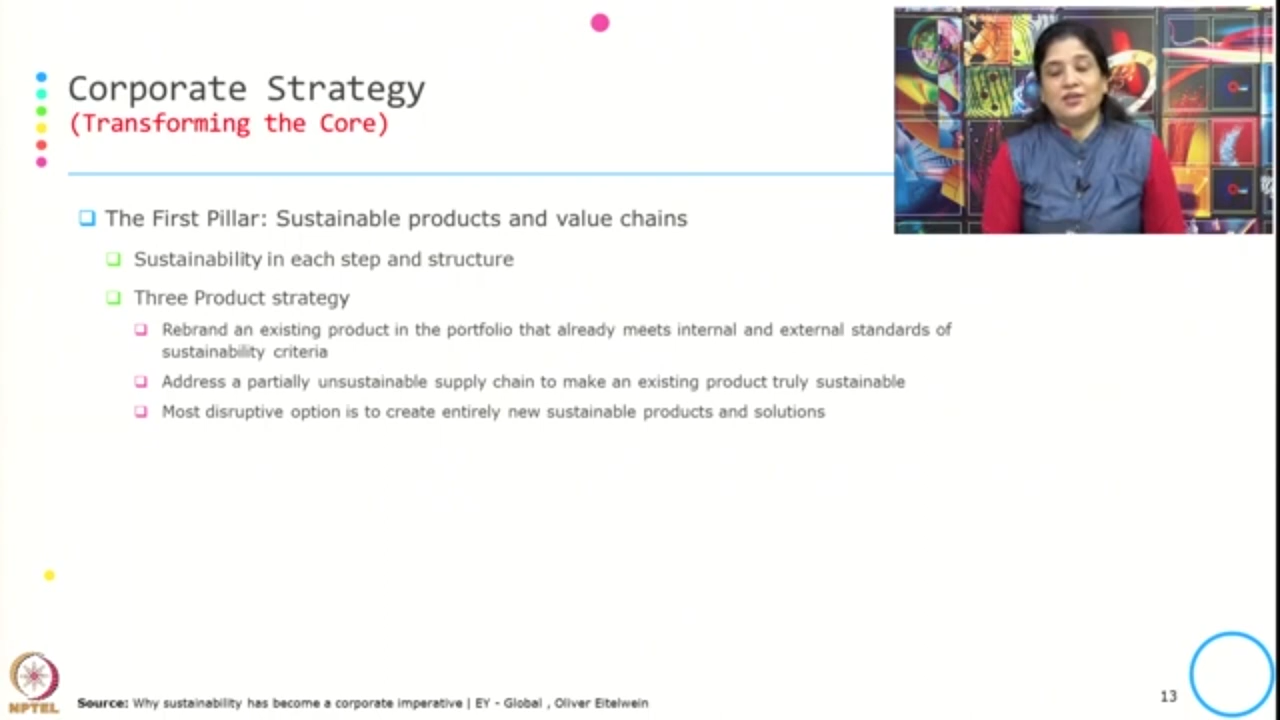 Corporate Strategy
(Transforming the Core)
The First Pillar: Sustainable products and value chains
Sustainability in each step and structure
Three Product strategy
Rebrand an existing product in the portfolio that already meets internal and external standards of
sustainability criteria
Address a partially unsustainable supply chain to make an existing product truly sustainable
Most disruptive option is to create entirely new sustainable products and solutions
NPTEL
Source: Why sustainability has become a corporate imperative | EY - Global , Oliver Eitelwein
13